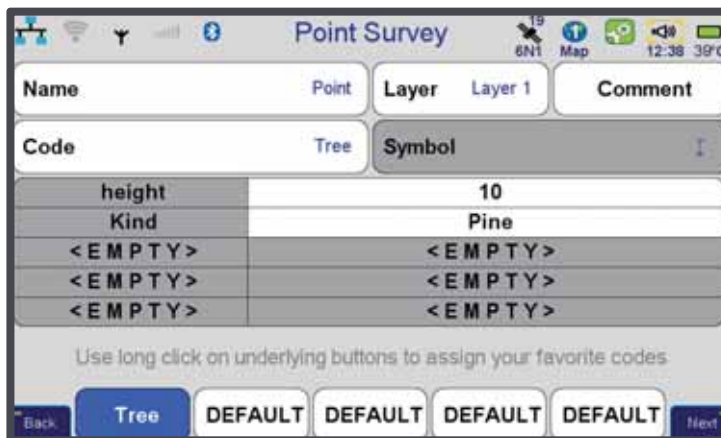 Point Survey 19 6N1 Map 12:38 39°C
Name Point Layer Layer 1 Comment
Code Tree Symbol
height 10
Kind Pine
<EMPTY> <EMPTY>
<EMPTY> <EMPTY>
<EMPTY> <EMPTY>
Use long click on underlying buttons to assign your favorite codes
Back Tree DEFAULT DEFAULT DEFAULT DEFAULT Next